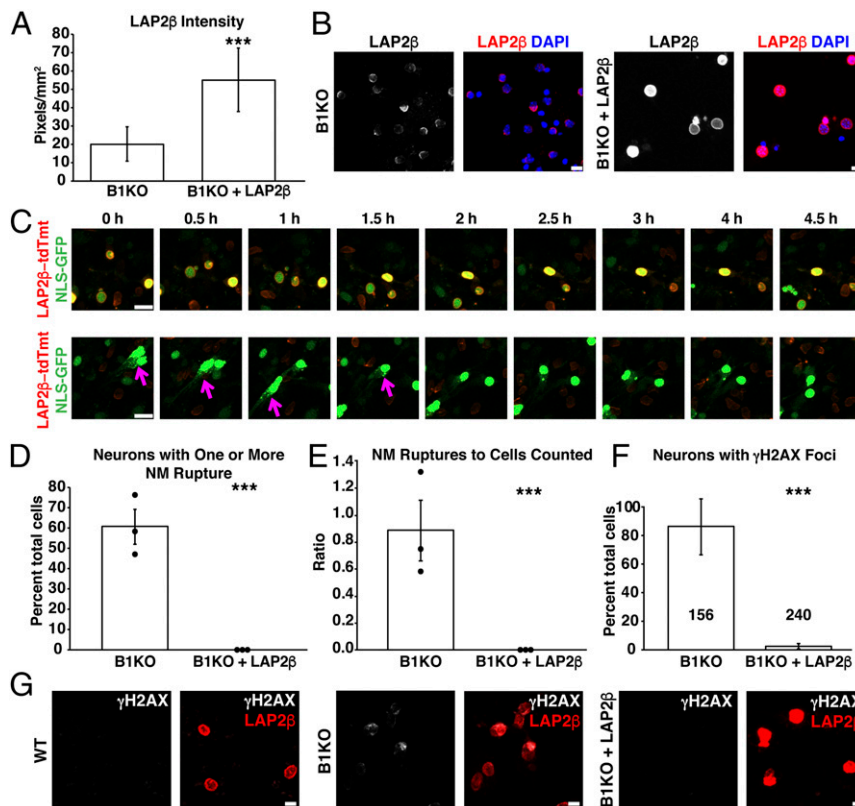 A
LAP2β Intensity
***
Pixels/mm²
80
70
60
50
40
30
20
10
0
B1KO
B1KO + LAP2β
B
LAP2β
LAP2β DAPI
B1KO
LAP2β
LAP2β DAPI
B1KO + LAP2β
C
0 h
0.5 h
1 h
1.5 h
2 h
2.5 h
3 h
4 h
4.5 h
LAP2β–tdTmt
NLS-GFP
LAP2β–tdTmt
NLS-GFP
D
Neurons with One or More
NM Rupture
***
Percent total cells
80
70
60
50
40
30
20
10
0
B1KO
B1KO + LAP2β
E
NM Ruptures to Cells Counted
***
Ratio
1.4
1.2
1.0
0.8
0.6
0.4
0.2
0.0
B1KO
B1KO + LAP2β
F
Neurons with γH2AX Foci
***
Percent total cells
100
80
60
40
20
0
156
240
B1KO
B1KO + LAP2β
G
WT
γH2AX
γH2AX
LAP2β
B1KO
γH2AX
γH2AX
LAP2β
B1KO + LAP2β
γH2AX
γH2AX
LAP2β